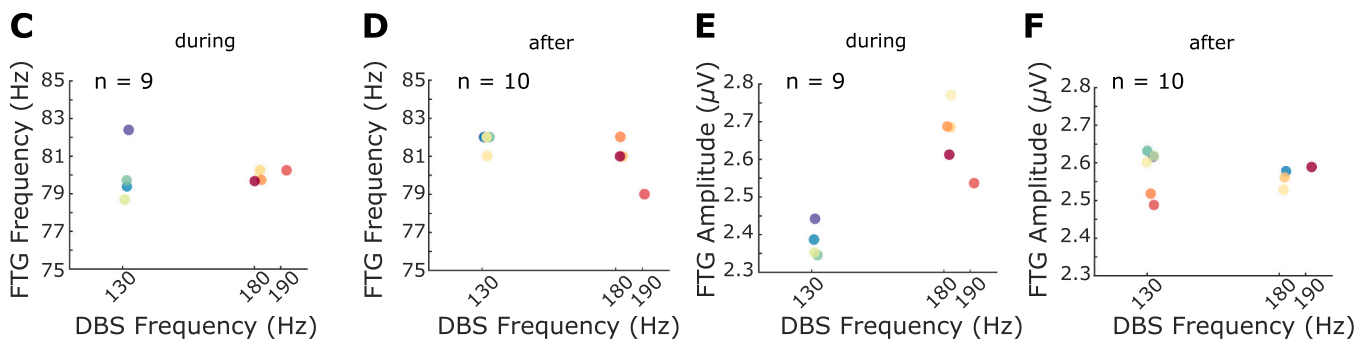 C
during
n = 9
FTG Frequency (Hz)
85
83
81
79
77
75
130
180
190
DBS Frequency (Hz)
D
after
n = 10
FTG Frequency (Hz)
85
83
81
79
77
75
130
180
190
DBS Frequency (Hz)
E
during
n = 9
FTG Amplitude (μV)
2.8
2.7
2.6
2.5
2.4
2.3
130
180
190
DBS Frequency (Hz)
F
after
n = 10
FTG Amplitude (μV)
2.8
2.7
2.6
2.5
2.4
2.3
130
180
190
DBS Frequency (Hz)